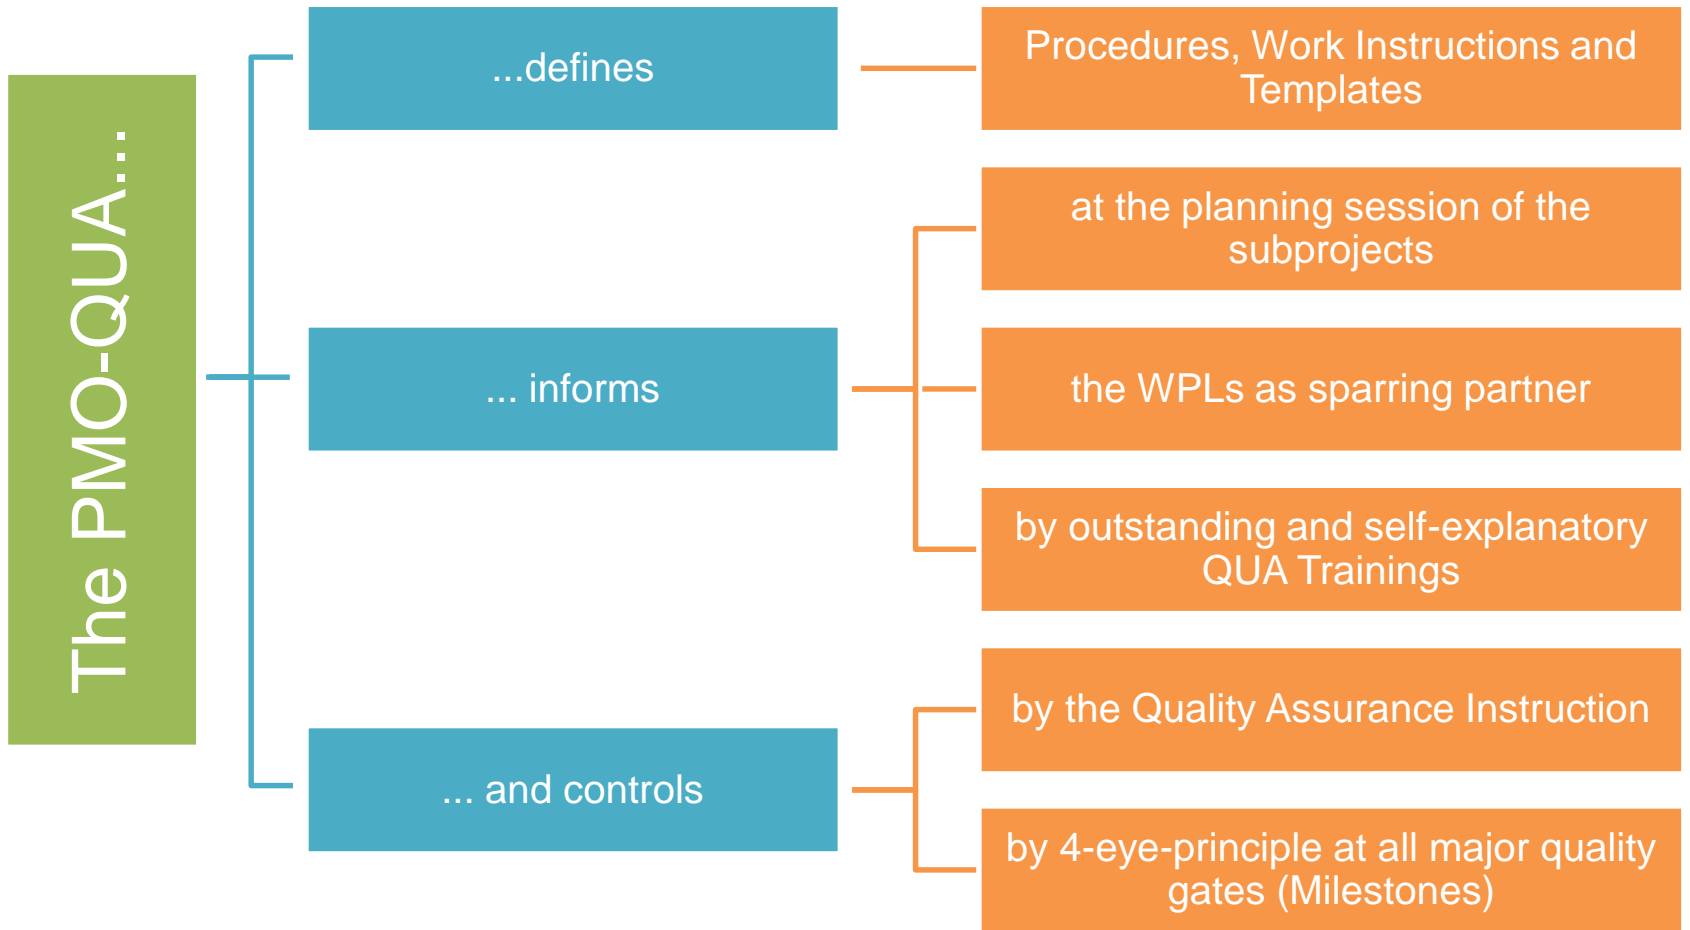 The PMO-QUA...
...defines
Procedures, Work Instructions and
Templates
... informs
at the planning session of the
subprojects
the WPLs as sparring partner
by outstanding and self-explanatory
QUA Trainings
... and controls
by the Quality Assurance Instruction
by 4-eye-principle at all major quality
gates (Milestones)